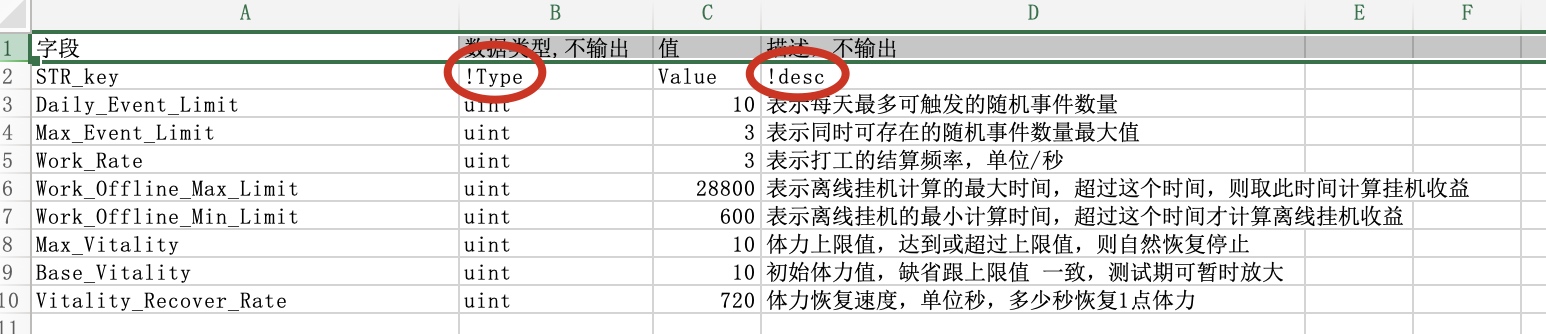 A B C D E F
1 字段 数据类型,不输出 值 描述，不输出
2 STR_key !Type Value !desc
3 Daily_Event_Limit uint 10 表示每天最多可触发的随机事件数量
4 Max_Event_Limit uint 3 表示同时可存在的随机事件数量最大值
5 Work_Rate uint 3 表示打工的结算频率，单位/秒
6 Work_Offline_Max_Limit uint 28800 表示离线挂机计算的最大时间，超过这个时间，则取此时间计算挂机收益
7 Work_Offline_Min_Limit uint 600 表示离线挂机的最小计算时间，超过这个时间才计算离线挂机收益
8 Max_Vitality uint 10 体力上限值，达到或超过上限值，则自然恢复停止
9 Base_Vitality uint 10 初始体力值，缺省跟上限值 一致，测试期可暂时放大
10 Vitality_Recover_Rate uint 720 体力恢复速度，单位秒，多少秒恢复1点体力
11